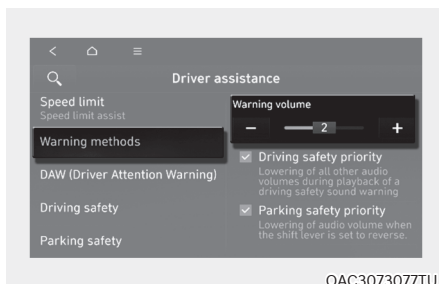 Driver assistance
Speed limit
Speed limit assist
Warning methods
DAW (Driver Attention Warning)
Driving safety
Parking safety
Warning volume
− 2 +
Driving safety priority
Lowering of all other audio
volumes during playback of a
driving safety sound warning
Parking safety priority
Lowering of audio volume when
the shift lever is set to reverse.
OAC3073077TU